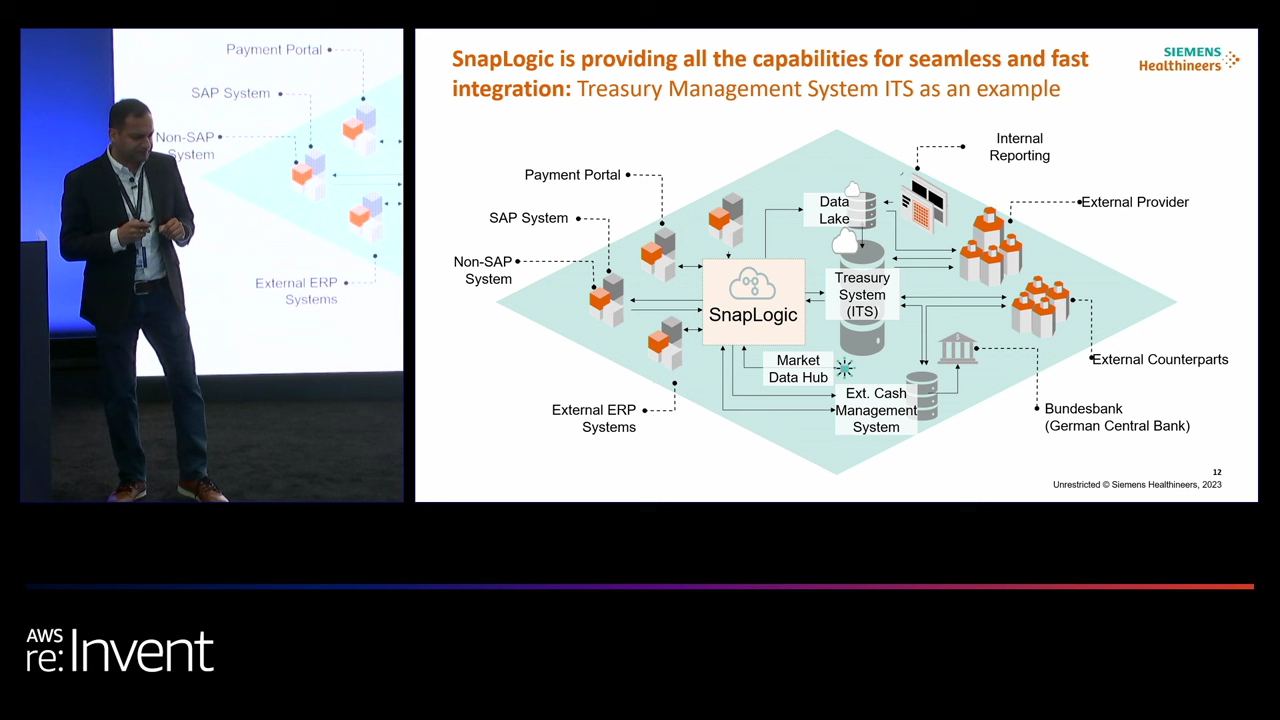 Payment Portal
SAP System
Non-SAP
System
External ERP
Systems
SnapLogic is providing all the capabilities for seamless and fast
integration: Treasury Management System ITS as an example
SIEMENS
Healthineers
Internal
Reporting
Payment Portal
Data
Lake
External Provider
SAP System
Non-SAP
System
Treasury
System
(ITS)
SnapLogic
Market
Data Hub
External Counterparts
Ext. Cash
Management
System
External ERP
Systems
Bundesbank
(German Central Bank)
12
Unrestricted © Siemens Healthineers, 2023
AWS
re:Invent